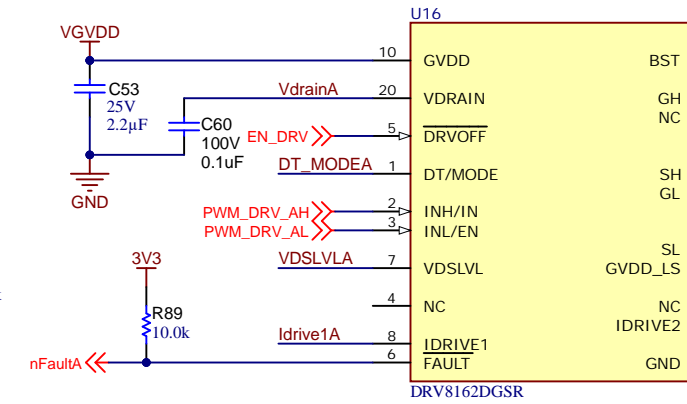 U16
VGVDD
10 GVDD BST
C53
25V
2.2µF
VdrainA 20 VDRAIN GH
NC
C60
100V
0.1uF
EN_DRV 5 DRVOFF
DT_MODEA 1 DT/MODE SH
GL
GND
PWM_DRV_AH 2 INH/IN
PWM_DRV_AL 3 INL/EN
SL
3V3
VDSLVLA 7 VDSLVL GVDD_LS
4 NC NC
IDRIVE2
R89
10.0k
Idrive1A 8 IDRIVE1
nFaultA 6 FAULT GND
DRV8162DGSR